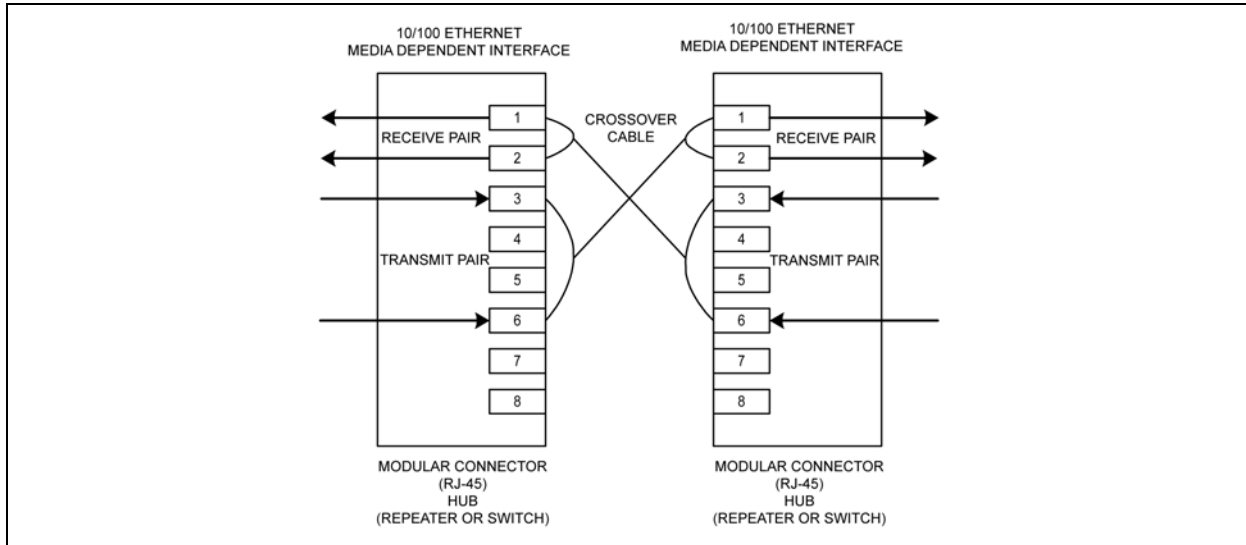 10/100 ETHERNET
MEDIA DEPENDENT INTERFACE
10/100 ETHERNET
MEDIA DEPENDENT INTERFACE
1
RECEIVE PAIR
2
3
4
TRANSMIT PAIR
5
6
7
8
CROSSOVER
CABLE
1
RECEIVE PAIR
2
3
4
TRANSMIT PAIR
5
6
7
8
MODULAR CONNECTOR
(RJ-45)
HUB
(REPEATER OR SWITCH)
MODULAR CONNECTOR
(RJ-45)
HUB
(REPEATER OR SWITCH)